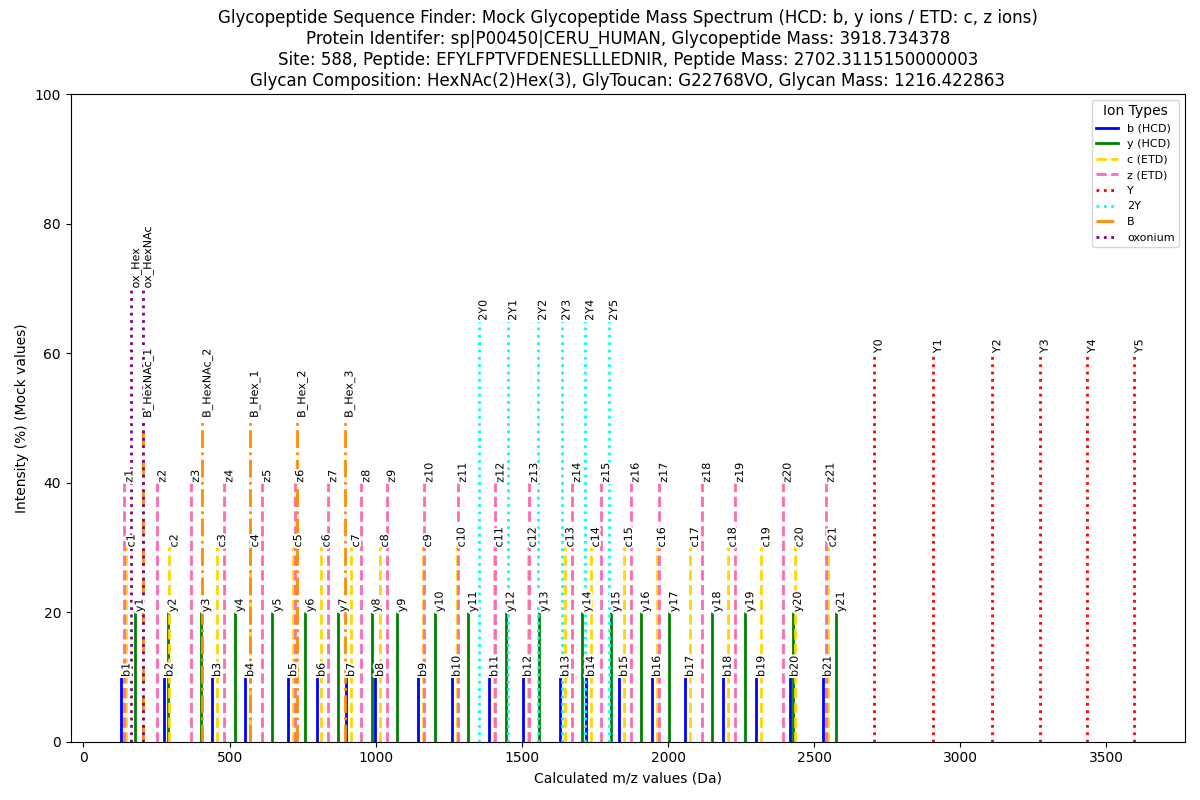 Glycopeptide Sequence Finder: Mock Glycopeptide Mass Spectrum (HCD: b, y ions / ETD: c, z ions)
Protein Identifer: sp|P00450|CERU_HUMAN, Glycopeptide Mass: 3918.734378
Site: 588, Peptide: EFYLFPTVFDENESLLLEDNIR, Peptide Mass: 2702.3115150000003
Glycan Composition: HexNAc(2)Hex(3), GlyToucan: G22768VO, Glycan Mass: 1216.422863
100
80
60
40
20
0
Intensity (%) (Mock values)
Ion Types
b (HCD)
y (HCD)
c (ETD)
z (ETD)
Y
2Y
B
oxonium
ox_Hex
ox_HexNAc
2Y0
2Y1
2Y2
2Y3
2Y4
2Y5
Y0
Y1
Y2
Y3
Y4
Y5
B_HexNAc_1
B_HexNAc_2
B_Hex_1
B_Hex_2
B_Hex_3
z1
z2
z3
z4
z5
z6
z7
z8
z9
z10
z11
z12
z13
z14
z15
z16
z17
z18
z19
z20
z21
c1
c2
c3
c4
c5
c6
c7
c8
c9
c10
c11
c12
c13
c14
c15
c16
c17
c18
c19
c20
c21
y1
y2
y3
y4
y5
y6
y7
y8
y9
y10
y11
y12
y13
y14
y15
y16
y17
y18
y19
y20
y21
b1
b2
b3
b4
b5
b6
b7
b8
b9
b10
b11
b12
b13
b14
b15
b16
b17
b18
b19
b20
b21
0
500
1000
1500
2000
2500
3000
3500
Calculated m/z values (Da)